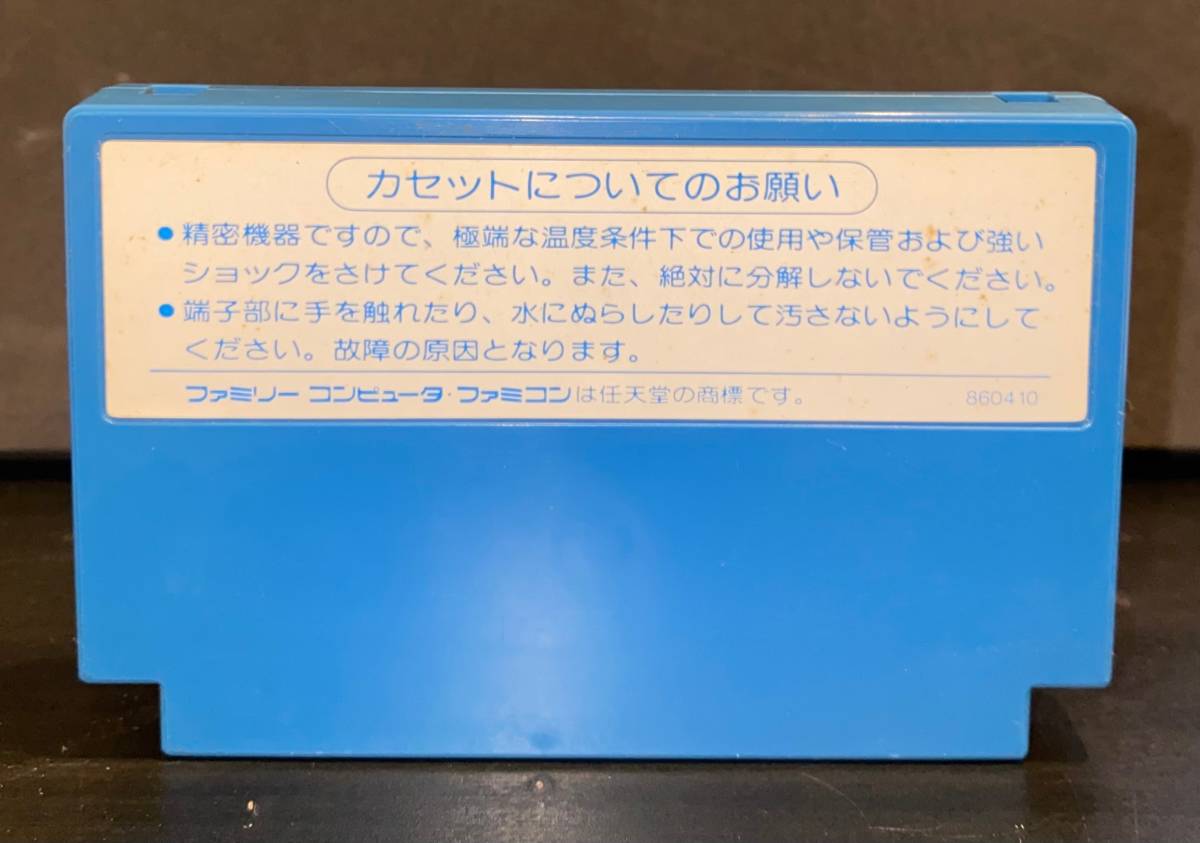 カセットについてのお願い
●精密機器ですので、極端な温度条件下での使用や保管および強い
ショックをさけてください。また、絶対に分解しないでください。
●端子部に手を触れたり、水にぬらしたりして汚さないようにして
ください。故障の原因となります。
ファミリー コンピュータ・ファミコンは任天堂の商標です。 860410